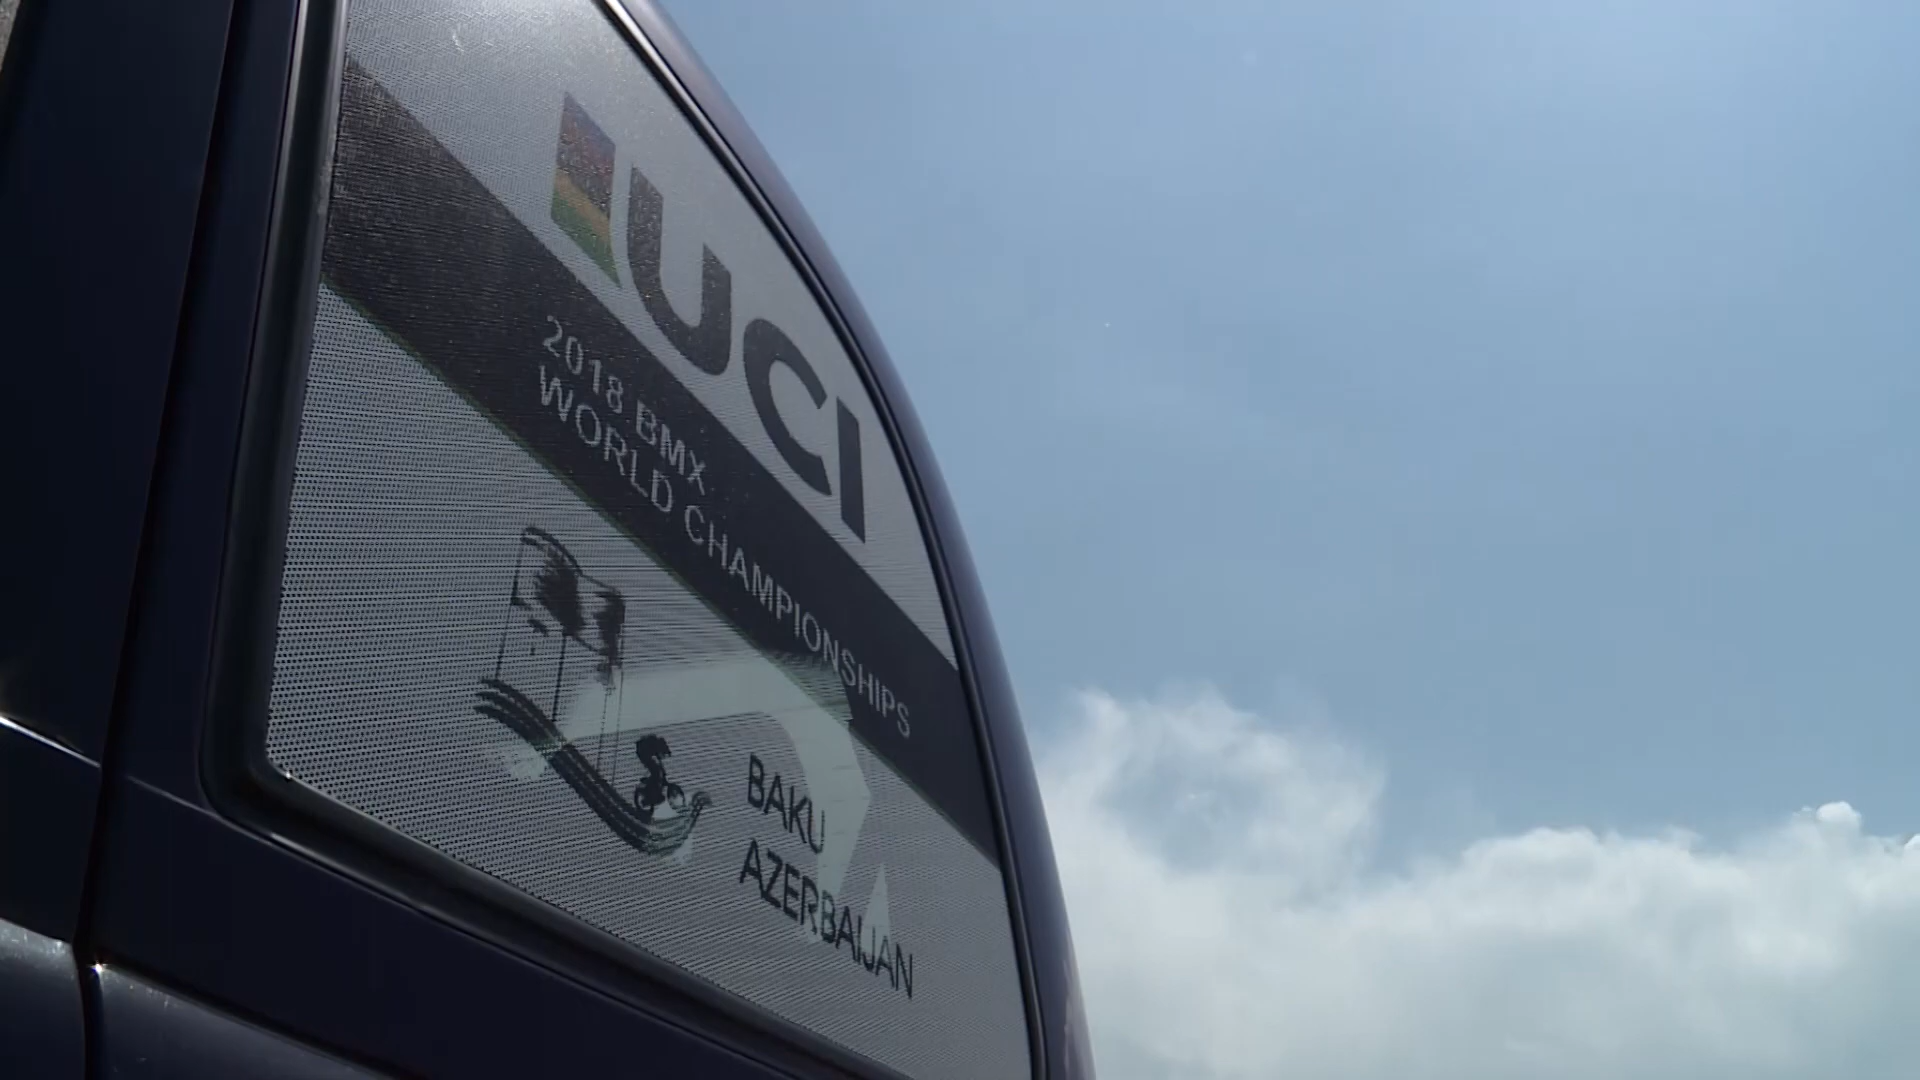 UCI
2018 BMX
WORLD CHAMPIONSHIPS
BAKU
AZERBAIJAN